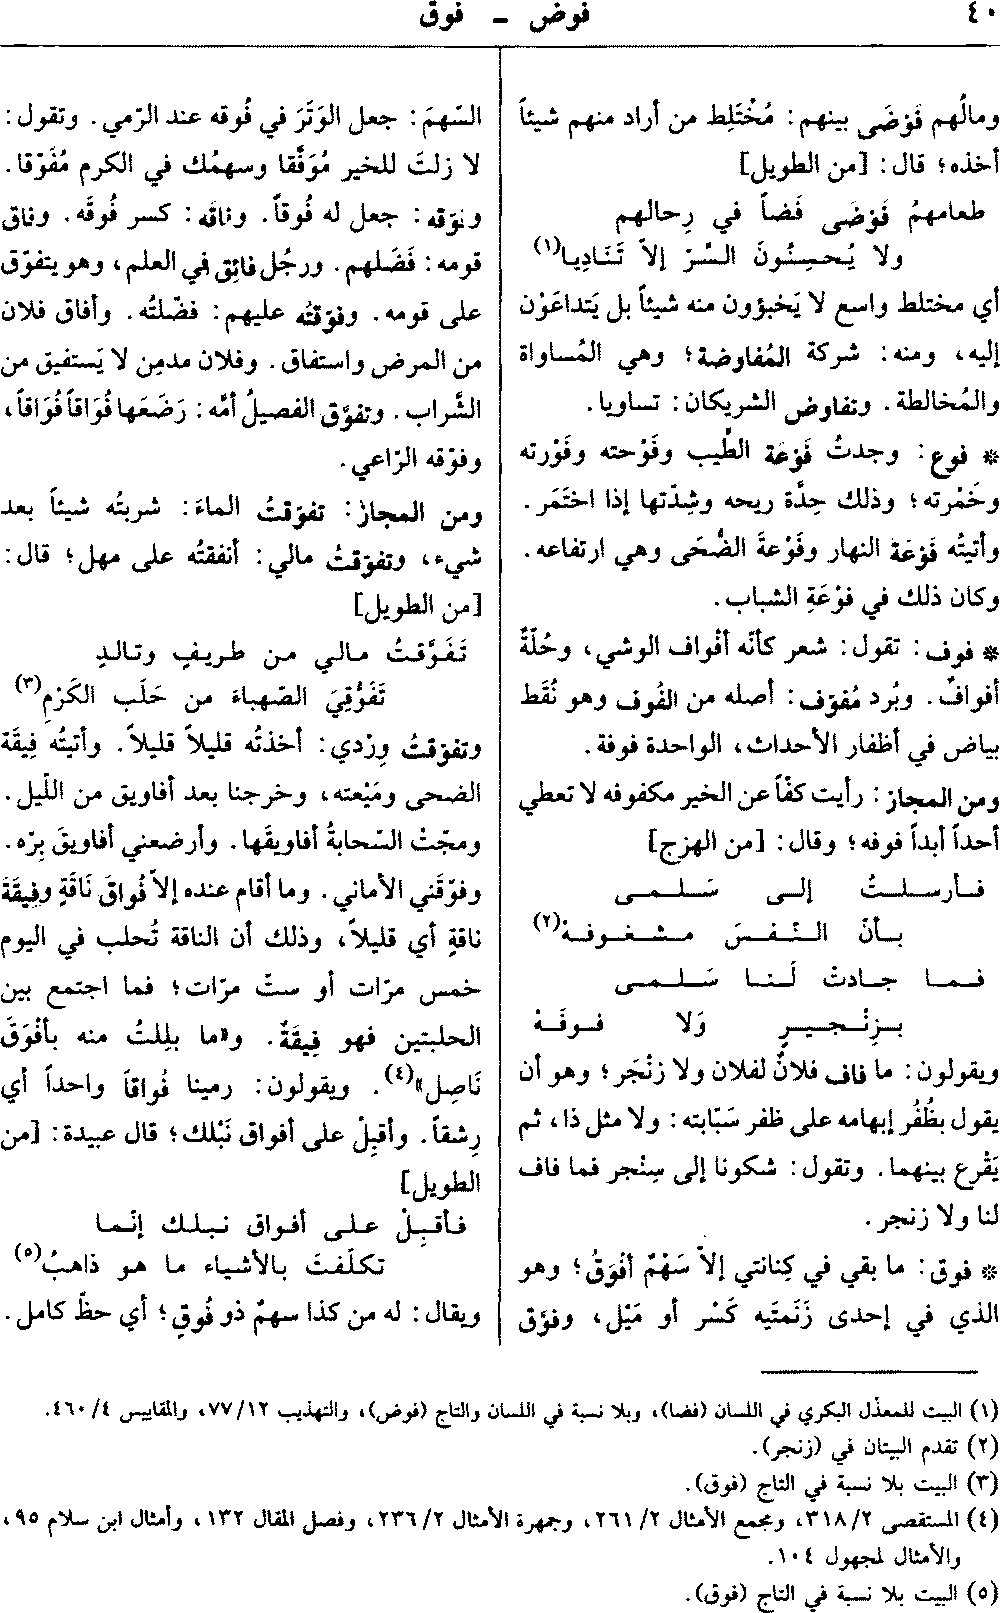 ٤٠
فوض - فوق
ومالُهم فَوْضَى بينهم: مُخْتَلِط من أراد منهم شيئاً
أخذه؛ قال: [من الطويل]
طعامهمُ فَوْضَى فَضاً في رِحالهم
ولا يُحسِنُونَ السِّرّ إلاّ تَنَادِيا(١)
أي مختلط واسع لا يَخبؤون منه شيئاً بل يَتداعَوْن
إليه، ومنه: شركة المُفاوضة؛ وهي المُساواة
والمُخالطة. وتفاوض الشريكان: تساويا.
* فوع: وجدتُ فَوْعَة الطِّيب وفَوْحته وفَوْرته
وخَمْرته؛ وذلك حِدَّة ريحه وشِدّتها إذا اختَمَر.
وأتيتُه فَوْعَة النهار وفَوْعةَ الضُّحَى وهي ارتفاعه.
وكان ذلك في فوْعَةِ الشباب.
* فوف: تقول: شعر كأنّه أفْواف الوشي، وحُلّةٌ
أفوافٌ. وبُرد مُفوّف: أصله من الفُوف وهو نُقَط
بياض في أظفار الأحداث، الواحدة فوفة.
ومن المجاز: رأيت كفّاً عن الخير مكفوفه لا تعطي
أحداً أبداً فوفه؛ وقال: [من الهزج]
فأرسلتُ إلى سَلمى
بأنّ النّفسَ مشغوفهْ(٢)
فما جادتْ لَنا سَلمى
بزِنْجيرٍ وَلا فوفَهْ
ويقولون: ما فاف فلانٌ لفلان ولا زنْجَر؛ وهو أن
يقول بظُفُر إبهامه على ظفر سَبّابته: ولا مثل ذا، ثم
يَقْرع بينهما. وتقول: شكونا إلى سِنْجر فما فاف
لنا ولا زنجر.
* فوق: ما بقي في كِنانتي إلاّ سَهْمٌ أفوَقُ؛ وهو
الذي في إحدى زَنَمتَيه كَسْر أو مَيْل، وفوّق
السّهمَ: جعل الوَتَرَ في فُوقه عند الرّمي. وتقول:
لا زلتَ للخير مُوَفَّقا وسهمُك في الكرم مُفَوّقا.
وفوّقه: جعل له فُوقاً. وفاقه: كسر فُوقَه. وفاق
قومه: فَضَلهم. ورجُل فائِق في العلم، وهو يتفوّق
على قومه. وفوّقتُه عليهم: فضّلتُه. وأفاق فلان
من المرض واستفاق. وفلان مدمِن لا يَستفيق من
الشَّراب. وتفوَّق الفصيلُ أمَّه: رَضَعَها فُوَاقاً فُوَاقاً،
وفوّقه الرّاعي.
ومن المجاز: تفوّقتُ الماءَ: شربتُه شيئاً بعد
شيء، وتفوّقتُ مالي: أنفقتُه على مهل؛ قال:
[من الطويل]
تَفَوّقتُ مالي من طريفٍ وتالدٍ
تَفَوُّقِيَ الصّهباءَ من حَلَب الكَرْمِ(٣)
وتفوّقتُ وِرْدي: أخذتُه قليلاً قليلاً. وأتيتُه فِيقَة
الضحى ومَيْعته، وخرجنا بعد أفاويق من اللّيل.
ومجّتْ السّحابةُ أفاويقَها. وأرضعني أفاويقَ بِرّه.
وفوّقني الأماني. وما أقام عنده إلاّ فُواقَ نَاقَةٍ وفِيقَةَ
ناقةٍ أي قليلاً، وذلك أن الناقة تُحلب في اليوم
خمس مرّات أو ستّ مرّات؛ فما اجتمع بين
الحلبتين فهو فِيقَةٌ. و«ما بلِلتُ منه بأفْوَقَ
نَاصِل»(٤). ويقولون: رمينا فُواقاً واحداً أي
رِشقاً. وأقبِلْ على أفواق نَبْلك؛ قال عبيدة: [من
الطويل]
فأقبِلْ على أفواق نبلك إنّما
تكلّفتَ بالأشياء ما هو ذاهبُ(٥)
ويقال: له من كذا سهمٌ ذو فُوقٍ؛ أي حظّ كامل.
(١) البيت للمعذّل البكري في اللسان (فضا)، وبلا نسبة في اللسان والتاج (فوض)، والتهذيب ١٢/٧٧، والمقاييس ٤/٤٦٠.
(٢) تقدم البيتان في (زنجر).
(٣) البيت بلا نسبة في التاج (فوق).
(٤) المستقصى ٢/٣١٨، ومجمع الأمثال ٢/٢٦١، وجمهرة الأمثال ٢/٢٣٦، وفصل المقال ١٣٢، وأمثال ابن سلام ٩٥،
والأمثال لمجهول ١٠٤.
(٥) البيت بلا نسبة في التاج (فوق).